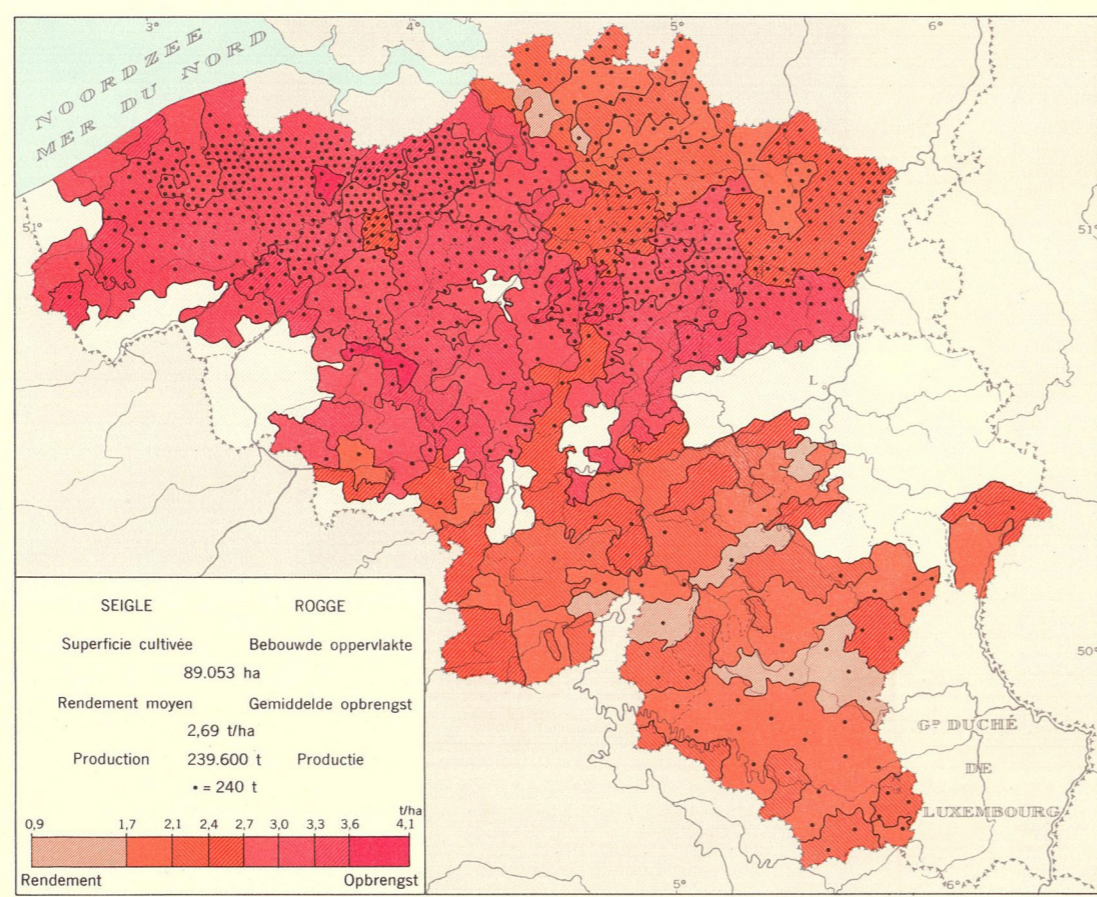 3° 4° 5° 6°
NOORDZEE
MER DU NORD
51° 51°
L.
50°
GD DUCHÉ
DE
LUXEMBOURG
5° 6°
SEIGLE ROGGE
Superficie cultivée Bebouwde oppervlakte
89.053 ha
Rendement moyen Gemiddelde opbrengst
2,69 t/ha
Production 239.600 t Productie
• = 240 t
t/ha
0,9 1,7 2,1 2,4 2,7 3,0 3,3 3,6 4,1
Rendement Opbrengst